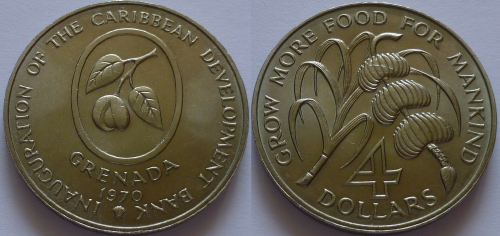 INAUGURATION OF THE CARIBBEAN DEVELOPMENT BANK
GRENADA
1970
GROW MORE FOOD FOR MANKIND
4
DOLLARS